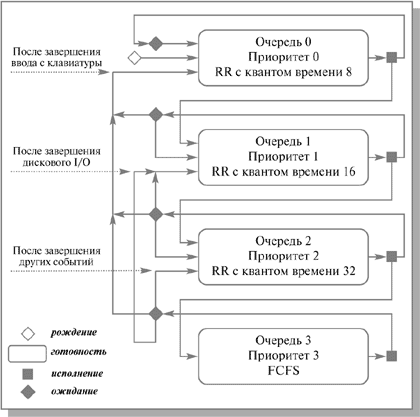 Очередь 0
Приоритет 0
RR с квантом времени 8
После завершения
ввода с клавиатуры
Очередь 1
Приоритет 1
RR с квантом времени 16
После завершения
дискового I/O
Очередь 2
Приоритет 2
RR с квантом времени 32
После завершения
других событий
Очередь 3
Приоритет 3
FCFS
рождение
готовность
исполнение
ожидание